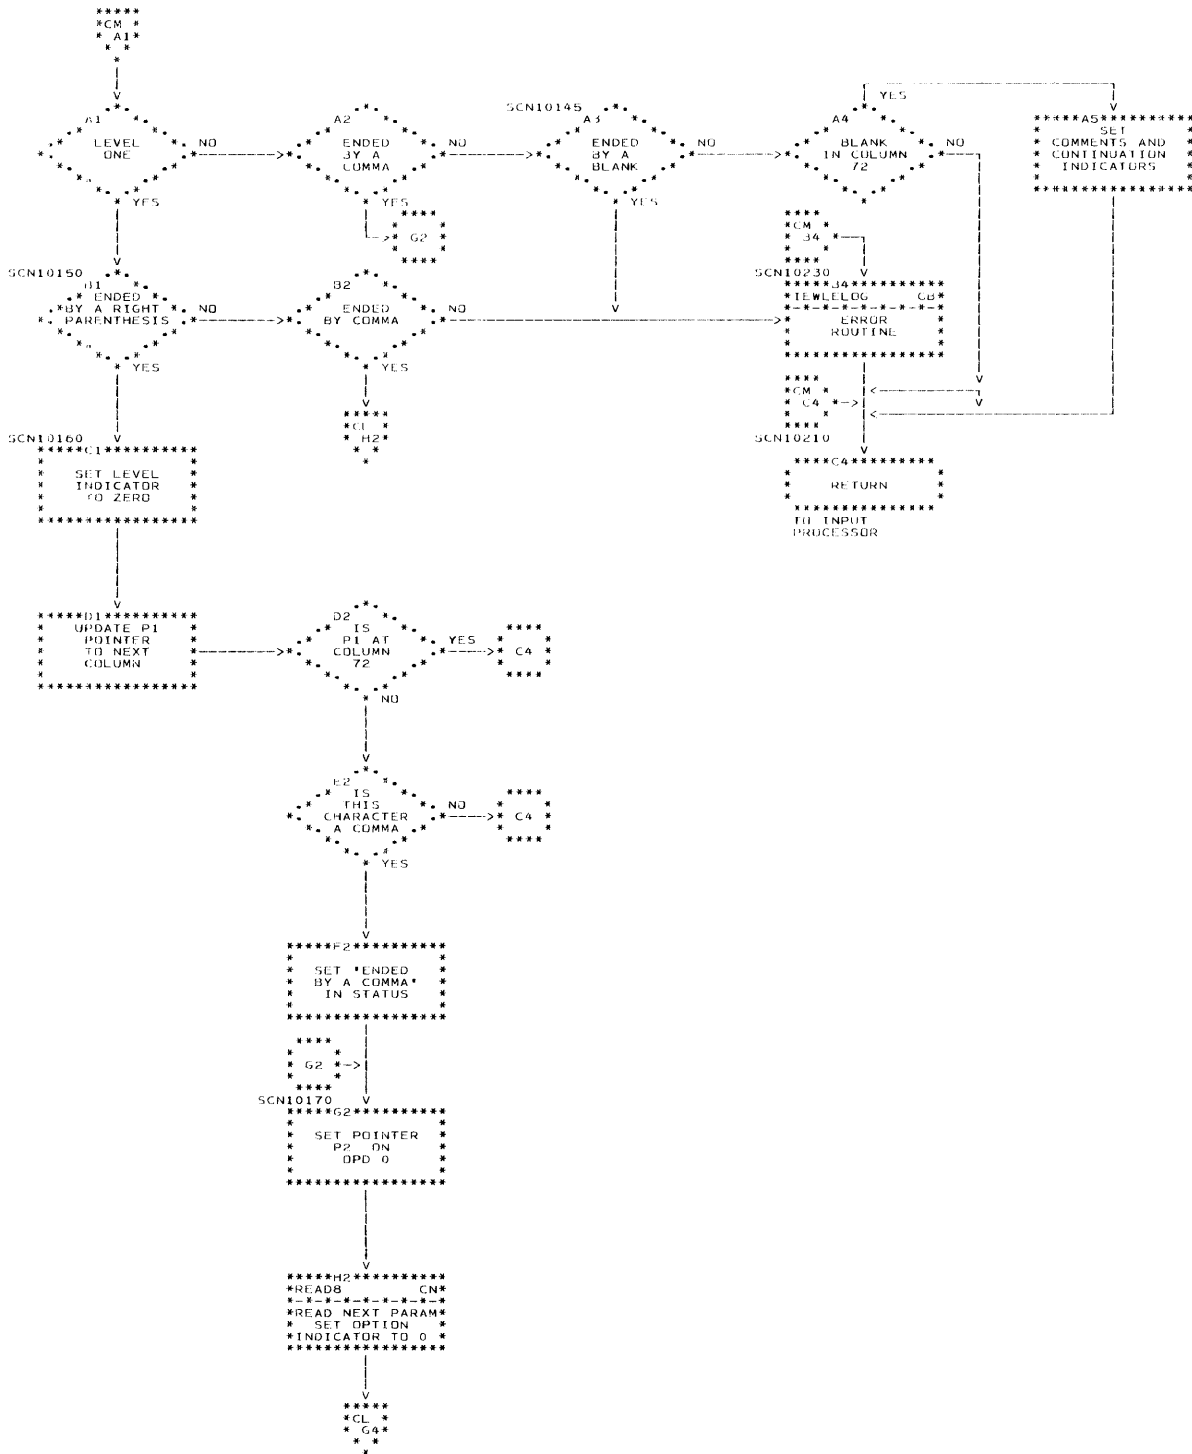 CM
A1
A1
LEVEL
ONE
NO
YES
A2
ENDED
BY A
COMMA
NO
YES
G2
SCN10145
A3
ENDED
BY A
BLANK
NO
YES
A4
BLANK
IN COLUMN
72
YES
NO
A5
SET
COMMENTS AND
CONTINUATION
INDICATORS
CM
B4
SCN10150
B1
ENDED
BY A RIGHT
PARENTHESIS
NO
YES
B2
ENDED
BY COMMA
NO
YES
CL
H2
SCN10230
B4
IEWLELOG CB
ERROR
ROUTINE
CM
C4
SCN10210
C4
RETURN
TO INPUT
PROCESSOR
SCN10160
C1
SET LEVEL
INDICATOR
TO ZERO
D1
UPDATE P1
POINTER
TO NEXT
COLUMN
D2
IS
P1 AT
COLUMN
72
YES
C4
NO
E2
IS
THIS
CHARACTER
A COMMA
NO
C4
YES
F2
SET 'ENDED
BY A COMMA'
IN STATUS
G2
SCN10170
G2
SET POINTER
P2 ON
OPD 0
H2
READ8 CN
READ NEXT PARAM
SET OPTION
INDICATOR TO 0
CL
G4